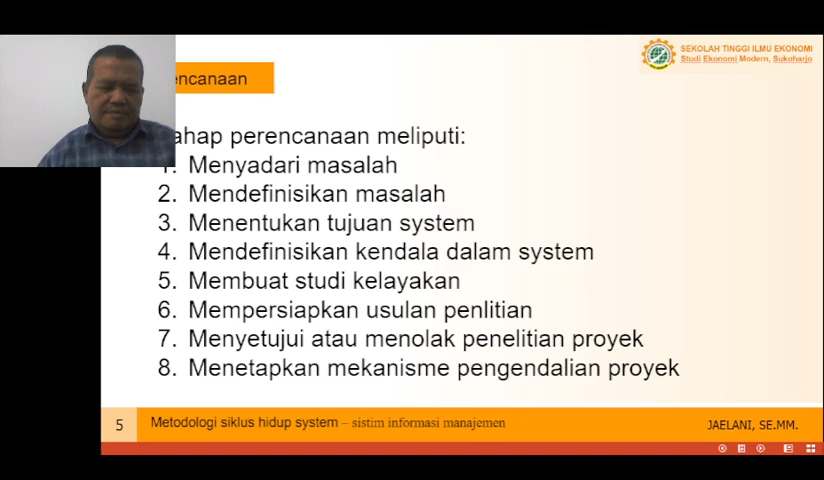 SEKOLAH TINGGI ILMU EKONOMI
Studi Ekonomi Modern, Sukoharjo
encanaan
ahap perencanaan meliputi:
1. Menyadari masalah
2. Mendefinisikan masalah
3. Menentukan tujuan system
4. Mendefinisikan kendala dalam system
5. Membuat studi kelayakan
6. Mempersiapkan usulan penlitian
7. Menyetujui atau menolak penelitian proyek
8. Menetapkan mekanisme pengendalian proyek
5 Metodologi siklus hidup system – sistim informasi manajemen
JAELANI, SE.MM.